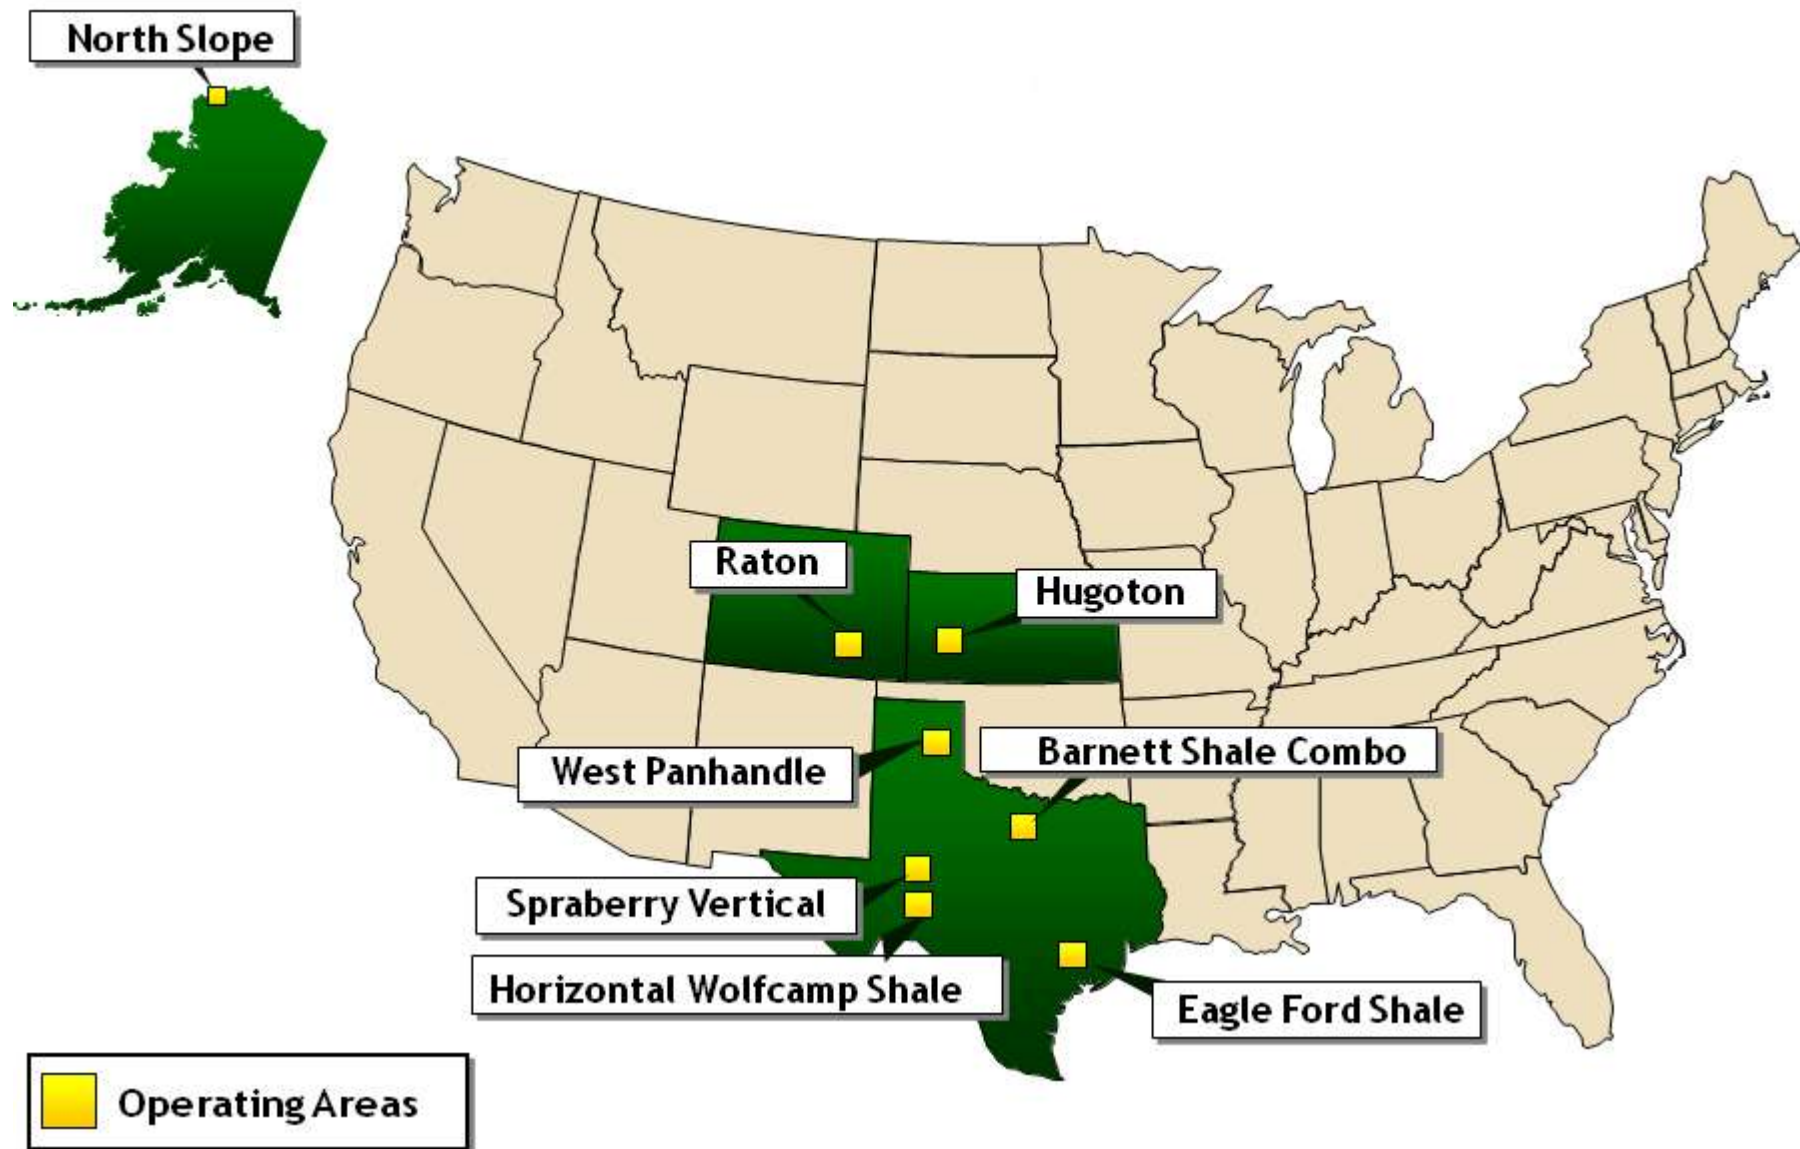 North Slope
Raton
Hugoton
West Panhandle
Barnett Shale Combo
Spraberry Vertical
Horizontal Wolfcamp Shale
Eagle Ford Shale
Operating Areas